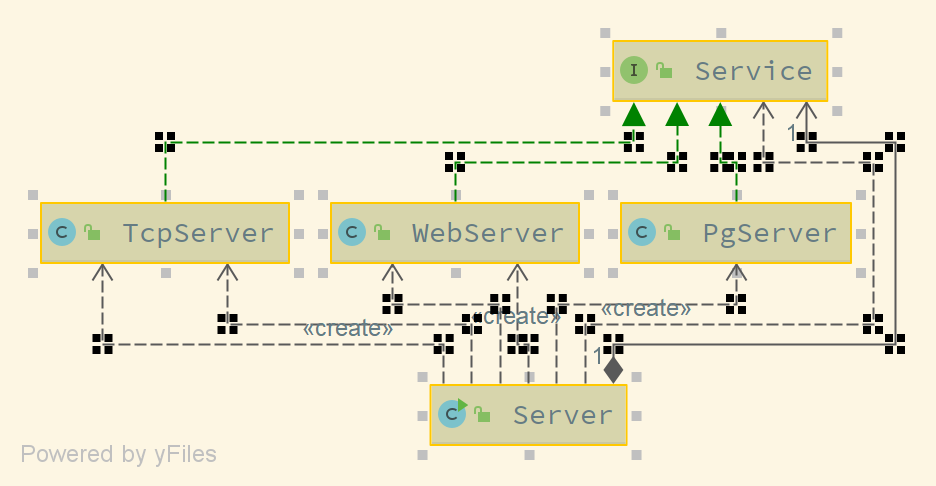 I Service
1
C TcpServer
C WebServer
C PgServer
«create»
«create»
«create»
1
C Server
Powered by yFiles